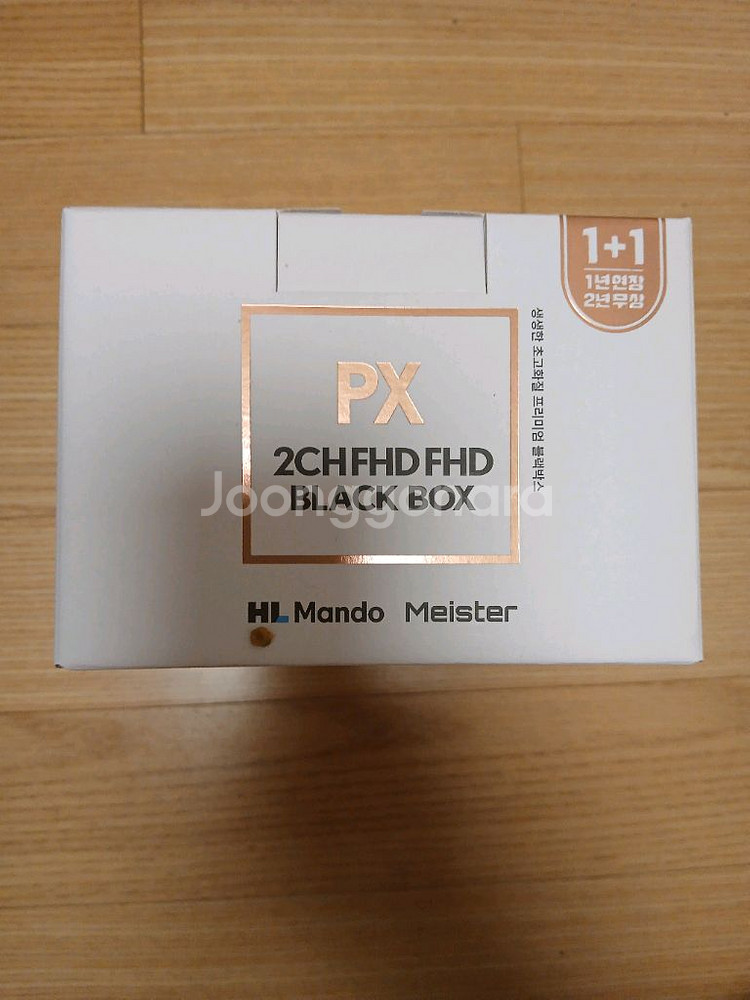 1+1
1년연장
2년무상
생생한 초고화질 프리미엄 블랙박스
PX
2CH FHD FHD
BLACK BOX
Joonggonara
HL Mando Meister